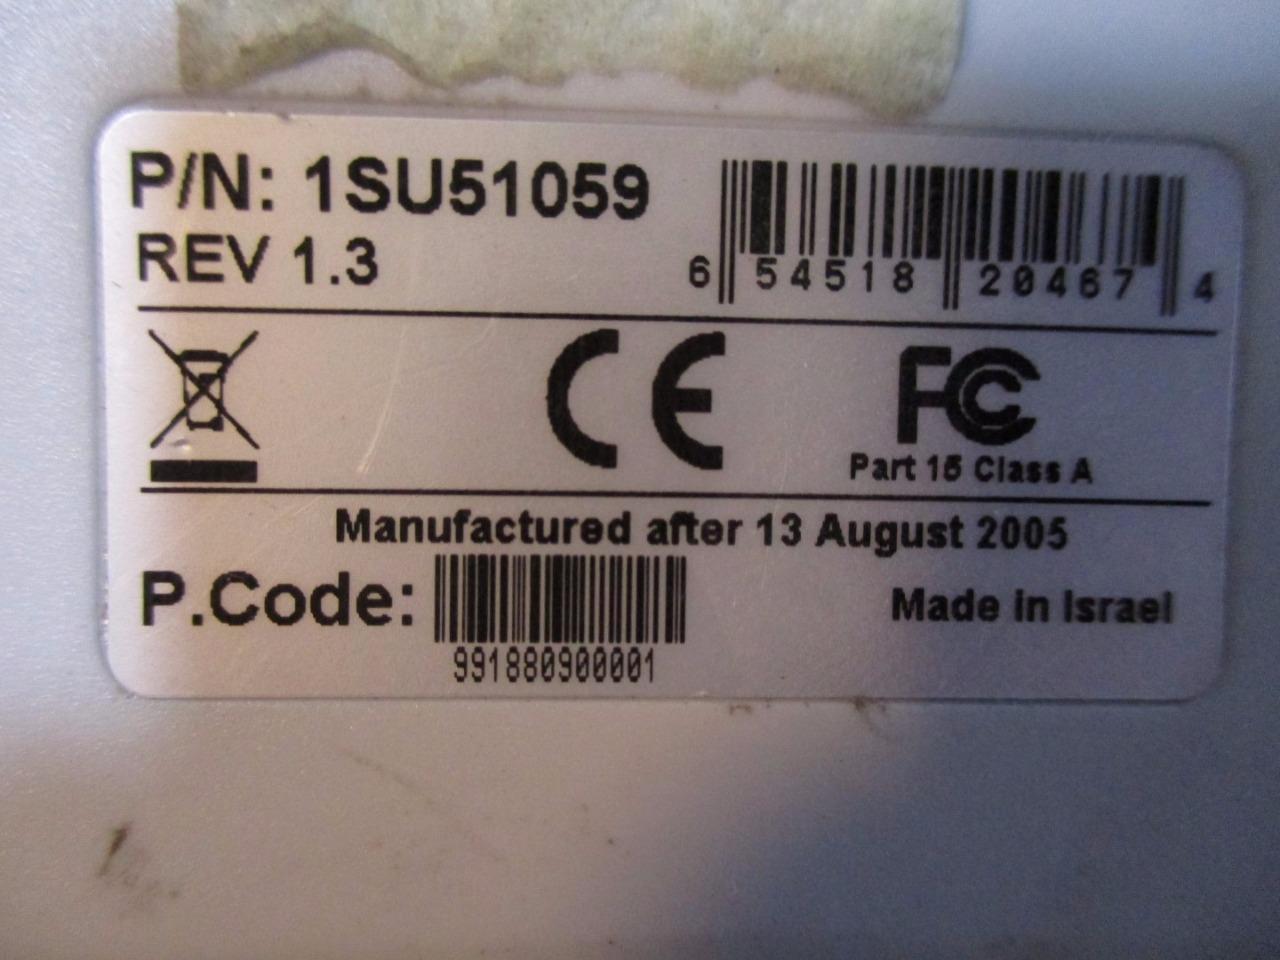 P/N: 1SU51059
REV 1.3
6 54518 20467 4
CE
FC
Part 15 Class A
Manufactured after 13 August 2005
P.Code:
991880900001
Made in Israel